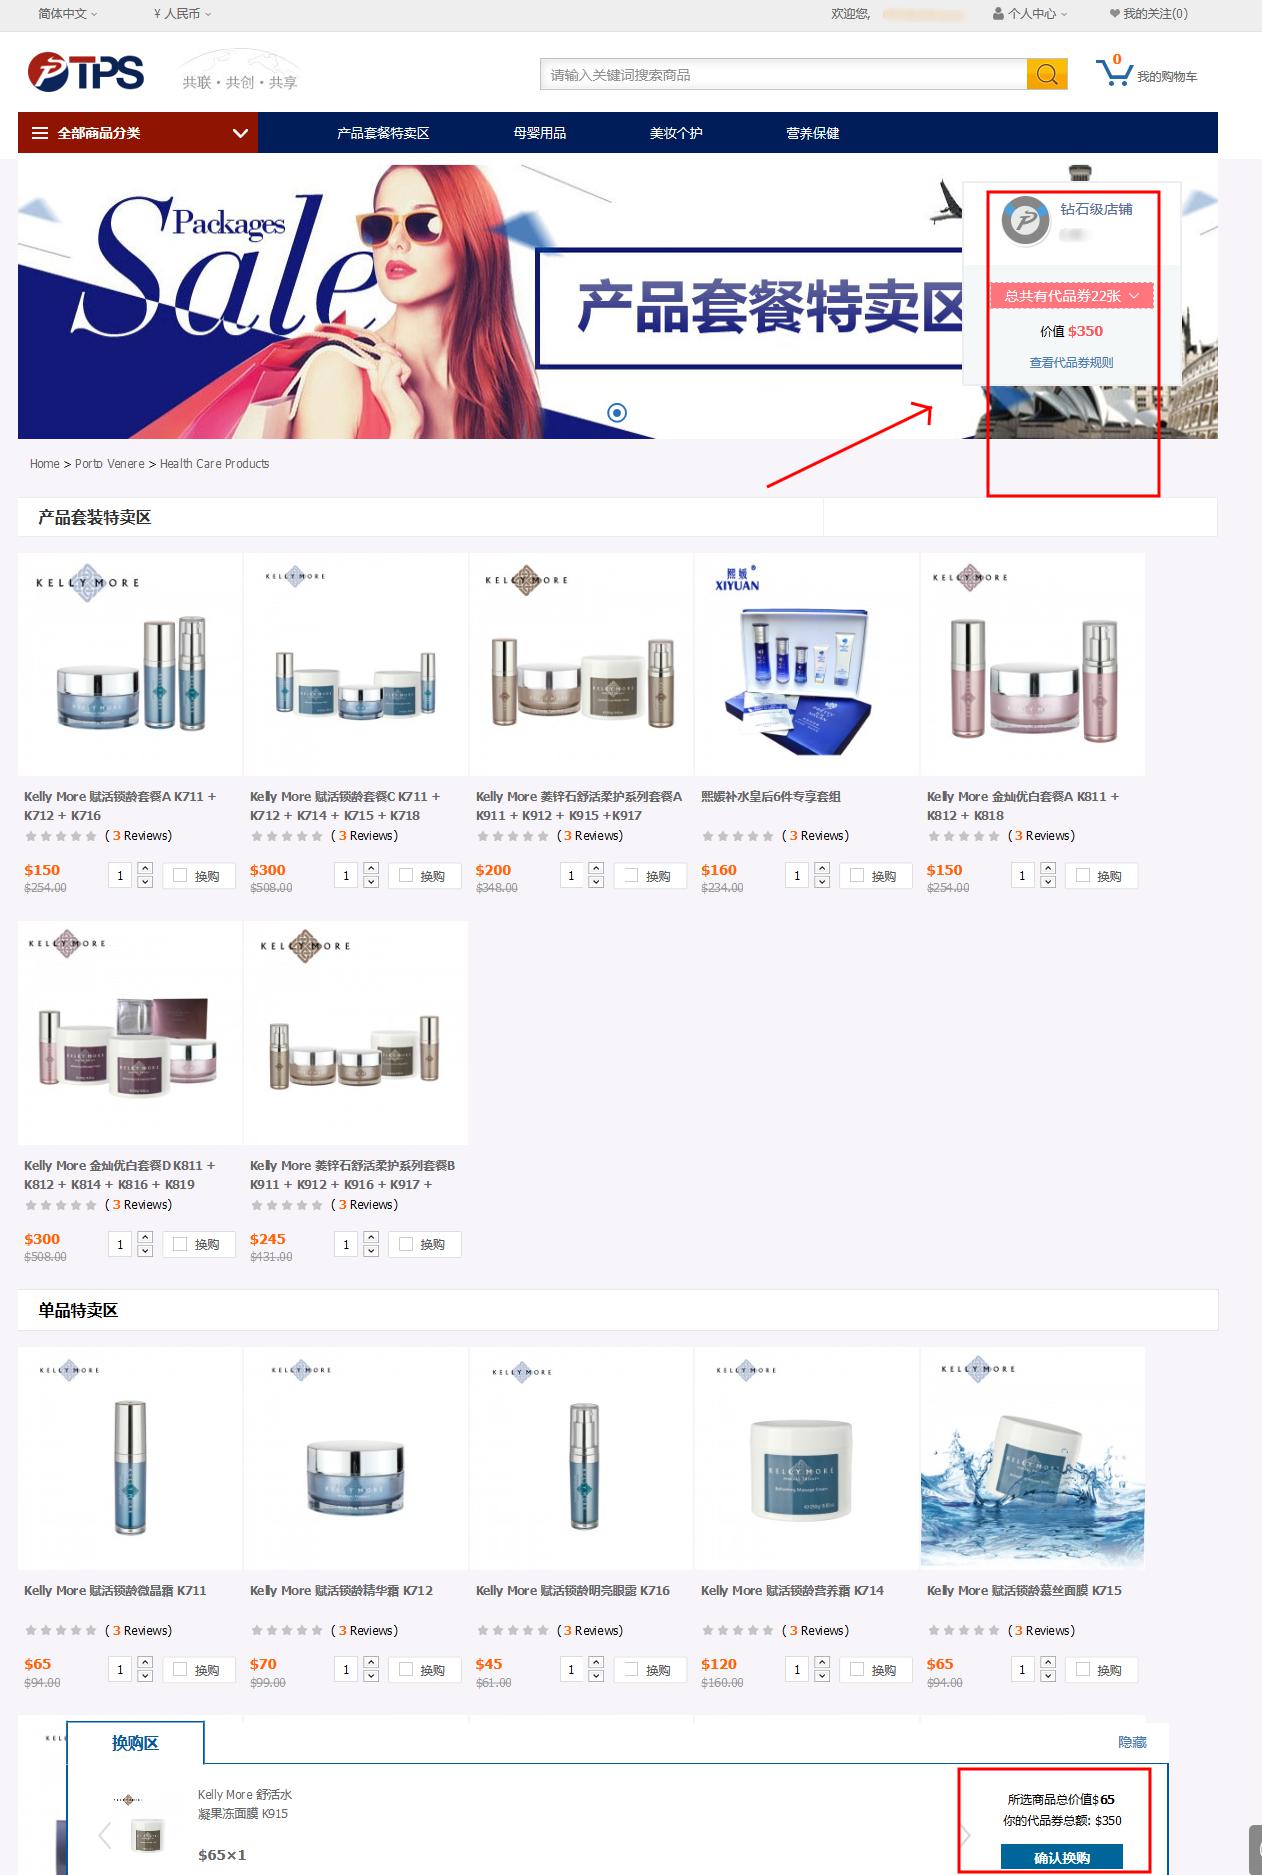 简体中文
¥ 人民币
欢迎您,
个人中心
我的关注(0)
TPS
共联·共创·共享
请输入关键词搜索商品
0
我的购物车
全部商品分类
产品套餐特卖区
母婴用品
美妆个护
营养保健
Packages
Sale
产品套餐特卖区
钻石级店铺
总共有代品券22张
价值 $350
查看代品券规则
Home > Porto Venere > Health Care Products
产品套装特卖区
KELLY MORE
KELLY MORE
KELLY MORE
熙媛®
XIYUAN
KELLY MORE
Kelly More 赋活锁龄套餐A K711 +
K712 + K716
( 3 Reviews)
$150
$254.00
1
换购
Kelly More 赋活锁龄套餐C K711 +
K712 + K714 + K715 + K718
( 3 Reviews)
$300
$508.00
1
换购
Kelly More 菱锌石舒活柔护系列套餐A
K911 + K912 + K915 +K917
( 3 Reviews)
$200
$348.00
1
换购
熙媛补水皇后6件专享套组
( 3 Reviews)
$160
$234.00
1
换购
Kelly More 金灿优白套餐A K811 +
K812 + K818
( 3 Reviews)
$150
$254.00
1
换购
KELLY MORE
KELLY MORE
Kelly More 金灿优白套餐D K811 +
K812 + K814 + K816 + K819
( 3 Reviews)
$300
$508.00
1
换购
Kelly More 菱锌石舒活柔护系列套餐B
K911 + K912 + K916 + K917 +
( 3 Reviews)
$245
$431.00
1
换购
单品特卖区
KELLY MORE
KELLY MORE
KELLY MORE
KELLY MORE
KELLY MORE
Kelly More 赋活锁龄微晶霜 K711
( 3 Reviews)
$65
$94.00
1
换购
Kelly More 赋活锁龄精华霜 K712
( 3 Reviews)
$70
$99.00
1
换购
Kelly More 赋活锁龄明亮眼露 K716
( 3 Reviews)
$45
$61.00
1
换购
Kelly More 赋活锁龄营养霜 K714
( 3 Reviews)
$120
$160.00
1
换购
Kelly More 赋活锁龄慕丝面膜 K715
( 3 Reviews)
$65
$94.00
1
换购
换购区
隐藏
Kelly More 舒活水
凝果冻面膜 K915
$65×1
所选商品总价值$65
你的代品券总额: $350
确认换购